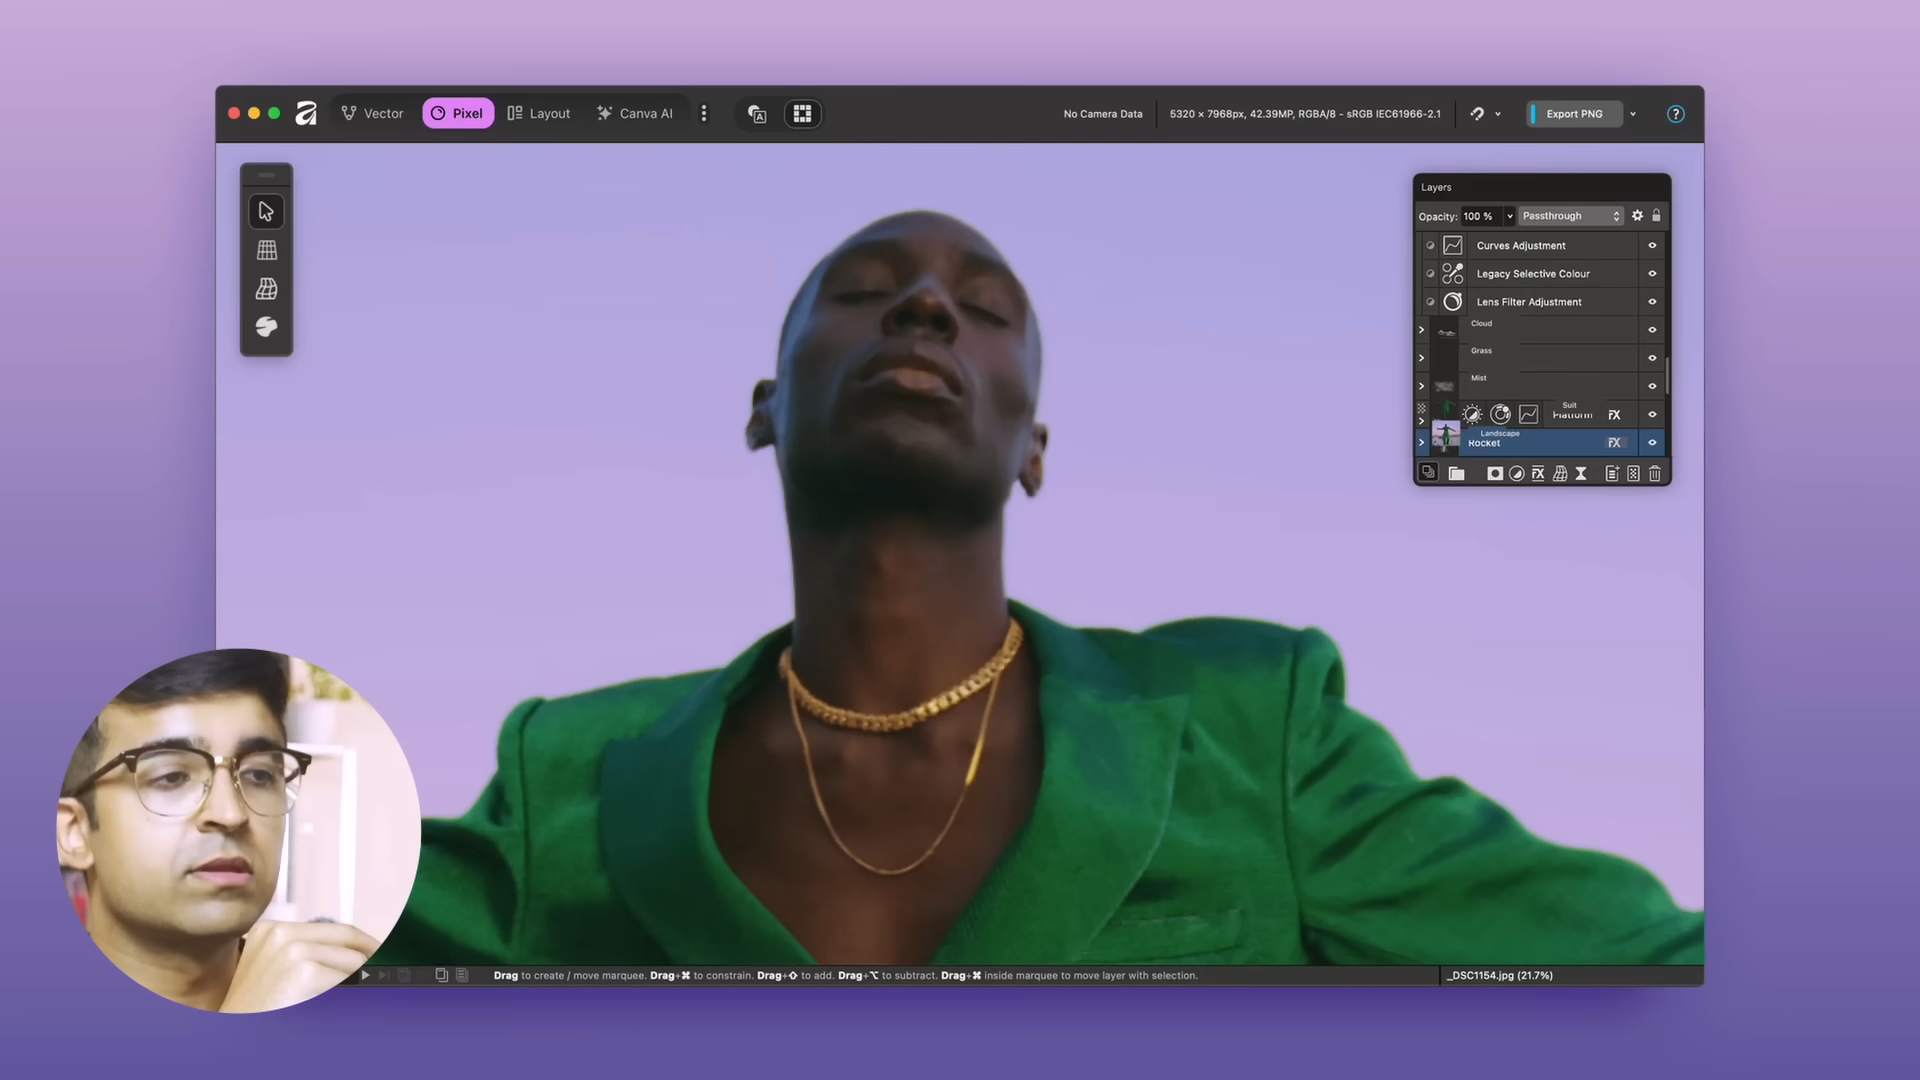 Vector Pixel Layout Canva AI No Camera Data 5320 × 7968px, 42.39MP, RGBA/8 - sRGB IEC61966-2.1 Export PNG ?
Layers
Opacity: 100 % Passthrough
Curves Adjustment
Legacy Selective Colour
Lens Filter Adjustment
Cloud
Grass
Mist
Suit
Platform FX
Landscape
Rocket FX
FX
Drag to create / move marquee. Drag+⌘ to constrain. Drag+⇧ to add. Drag+⌥ to subtract. Drag+⌘ inside marquee to move layer with selection. _DSC1154.jpg (21.7%)